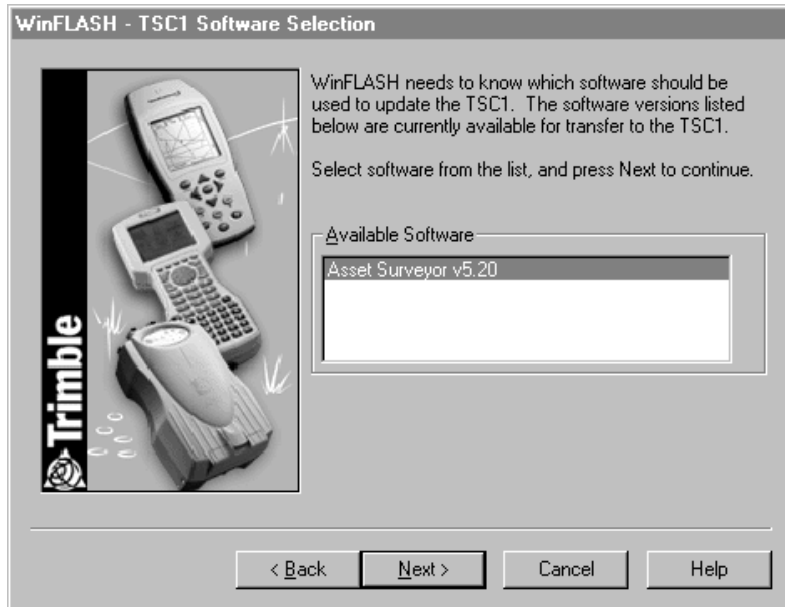 WinFLASH - TSC1 Software Selection
WinFLASH needs to know which software should be
used to update the TSC1. The software versions listed
below are currently available for transfer to the TSC1.
Select software from the list, and press Next to continue.
Available Software
Asset Surveyor v5.20
Trimble
< Back
Next >
Cancel
Help